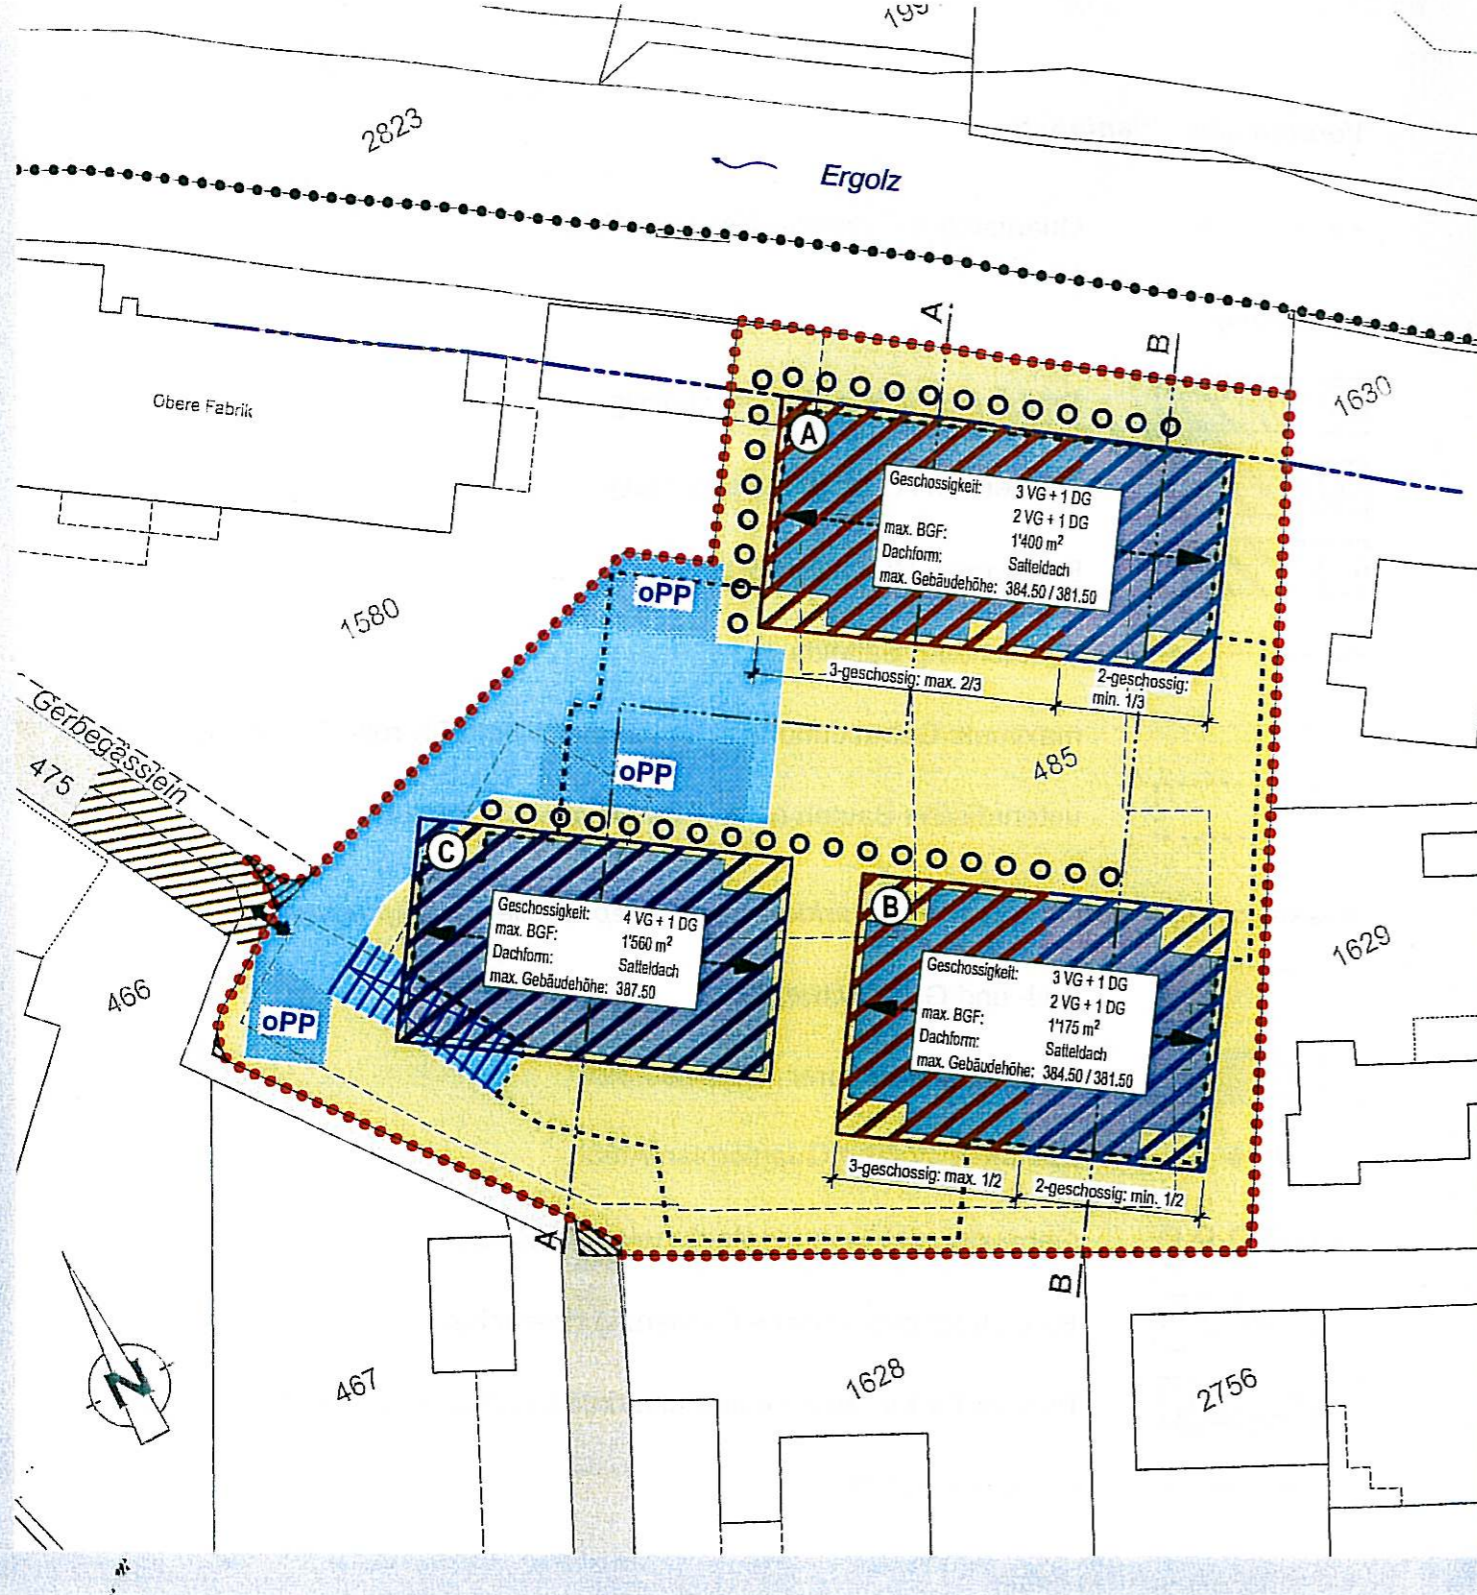 2823
Ergolz
A
B
1630
Obere Fabrik
A
Geschossigkeit: 3 VG + 1 DG
2 VG + 1 DG
max. BGF: 1'400 m²
Dachform: Satteldach
max. Gebäudehöhe: 384.50 / 381.50
oPP
1580
3-geschossig: max. 2/3
2-geschossig:
min. 1/3
Gerbegässlein
475
oPP
485
C
Geschossigkeit: 4 VG + 1 DG
max. BGF: 1'560 m²
Dachform: Satteldach
max. Gebäudehöhe: 387.50
B
Geschossigkeit: 3 VG + 1 DG
2 VG + 1 DG
max. BGF: 1'175 m²
Dachform: Satteldach
max. Gebäudehöhe: 384.50 / 381.50
1629
466
oPP
3-geschossig: max. 1/2
2-geschossig: min. 1/2
A
B
N
467
1628
2756